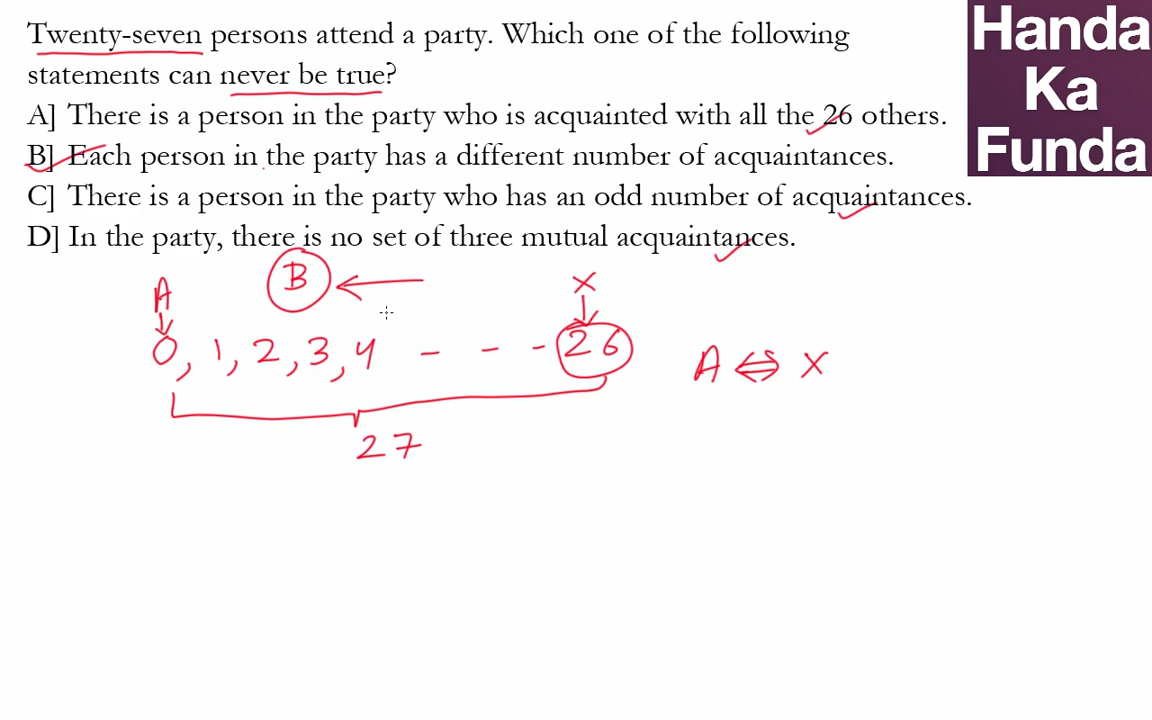 Twenty-seven persons attend a party. Which one of the following
statements can never be true?
A] There is a person in the party who is acquainted with all the 26 others.
B] Each person in the party has a different number of acquaintances.
C] There is a person in the party who has an odd number of acquaintances.
D] In the party, there is no set of three mutual acquaintances.
Handa
Ka
Funda
A B ← X
0, 1, 2, 3, 4 - - - 26
A ⇔ X
27